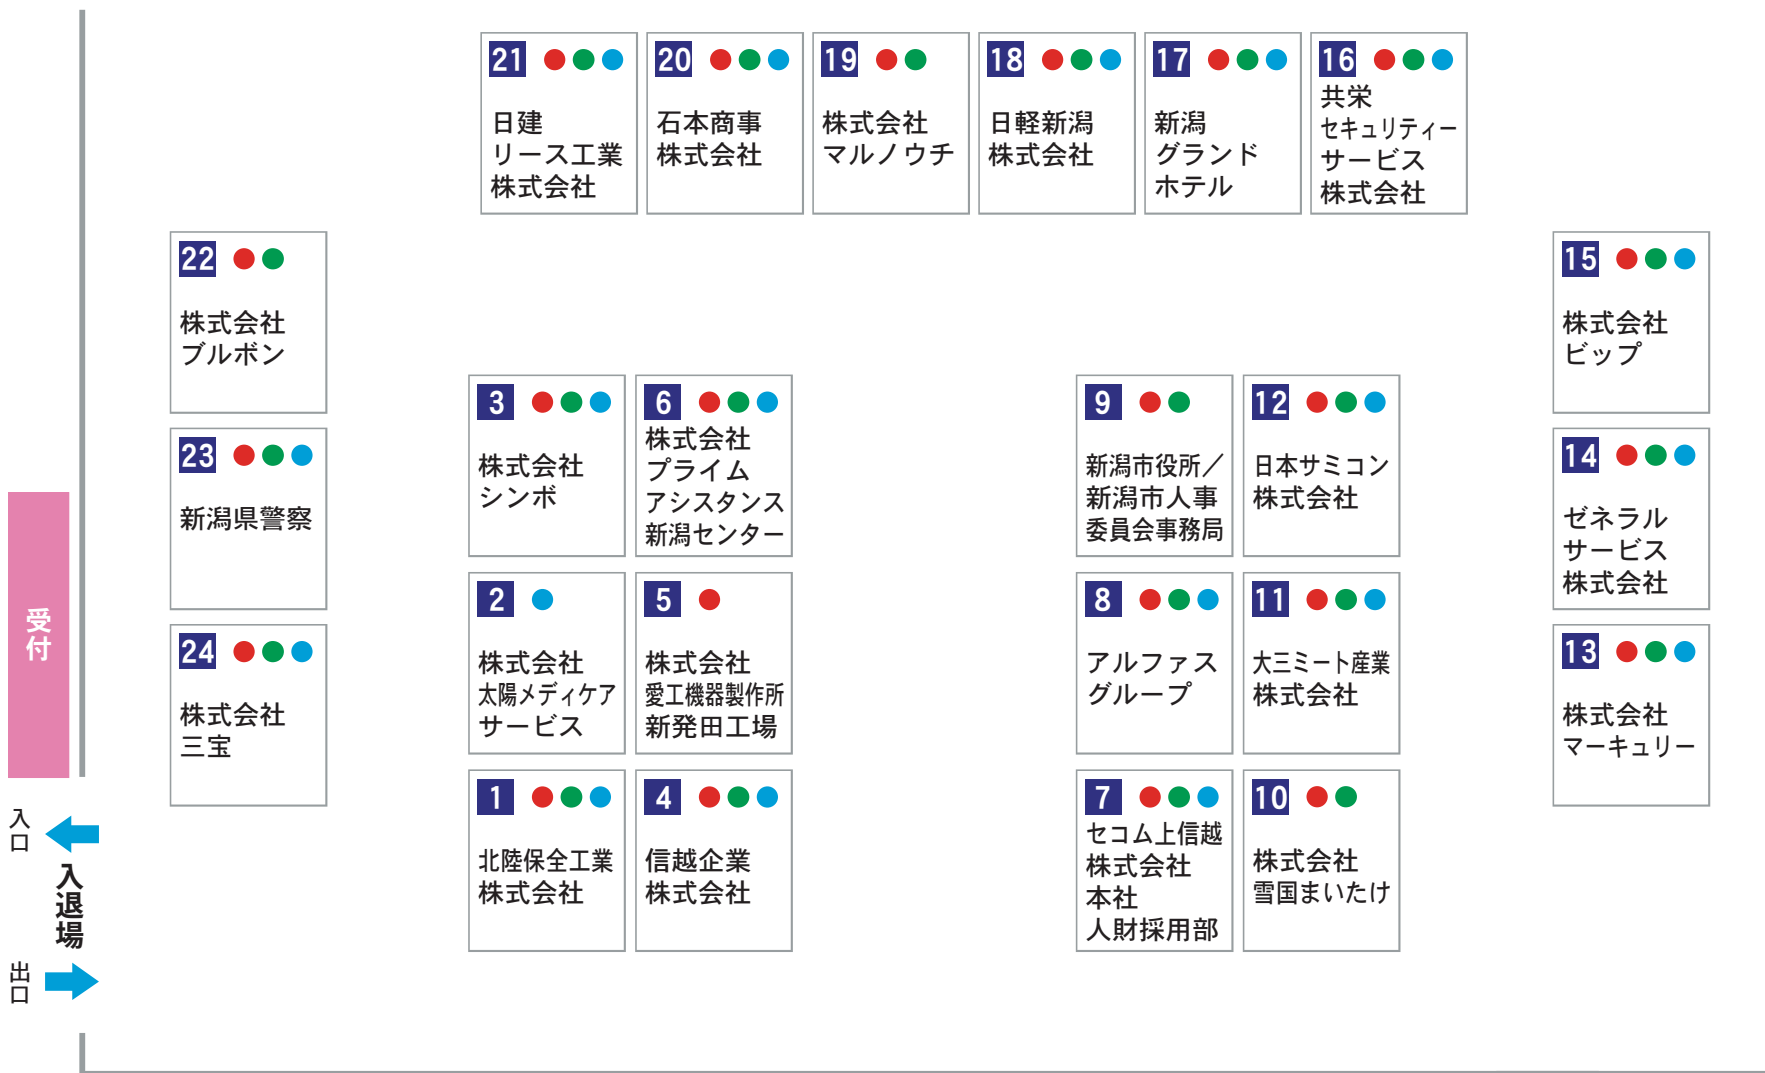 21
日建
リース工業
株式会社
20
石本商事
株式会社
19
株式会社
マルノウチ
18
日軽新潟
株式会社
17
新潟
グランド
ホテル
16
共栄
セキュリティー
サービス
株式会社
22
株式会社
ブルボン
15
株式会社
ビップ
3
株式会社
シンボ
6
株式会社
プライム
アシスタンス
新潟センター
9
新潟市役所／
新潟市人事
委員会事務局
12
日本サミコン
株式会社
23
新潟県警察
14
ゼネラル
サービス
株式会社
2
株式会社
太陽メディケア
サービス
5
株式会社
愛工機器製作所
新発田工場
8
アルファス
グループ
11
大三ミート産業
株式会社
24
株式会社
三宝
13
株式会社
マーキュリー
1
北陸保全工業
株式会社
4
信越企業
株式会社
7
セコム上信越
株式会社
本社
人財採用部
10
株式会社
雪国まいたけ
受付
入口
入退場
出口